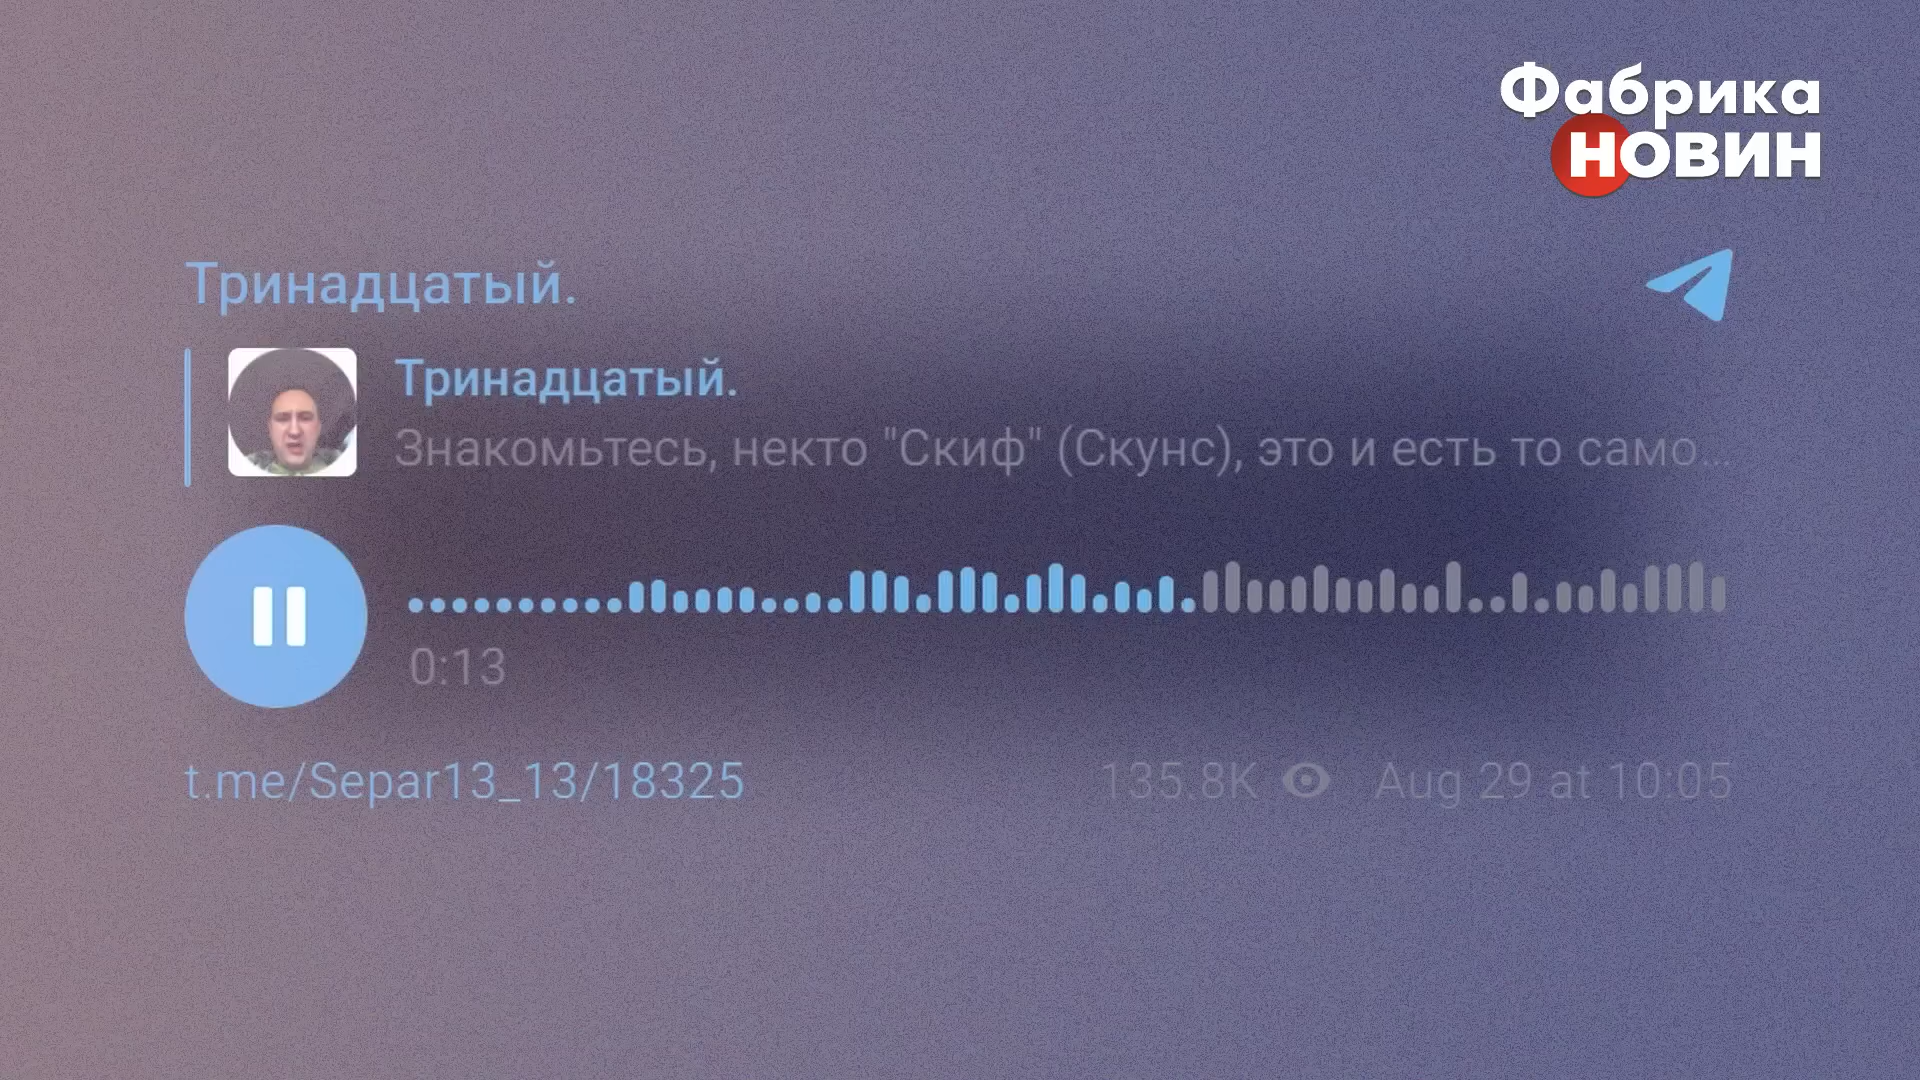 Фабрика
новин
Тринадцатый.
Тринадцатый.
Знакомьтесь, некто "Скиф" (Скунс), это и есть то само...
0:13
t.me/Separ13_13/18325
135.8K Aug 29 at 10:05